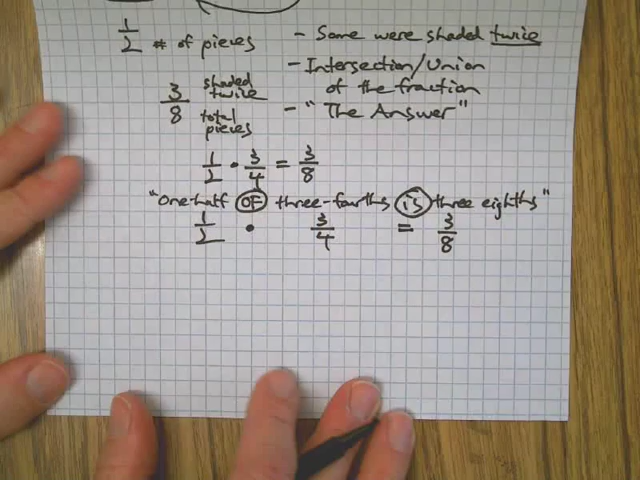 1/2 # of pieces - Some were shaded twice
- Intersection/Union
of the fraction
3/8 shaded twice / total pieces - "The Answer"
1/2 · 3/4 = 3/8
"One-half OF three-fourths is three eighths"
1/2 · 3/4 = 3/8